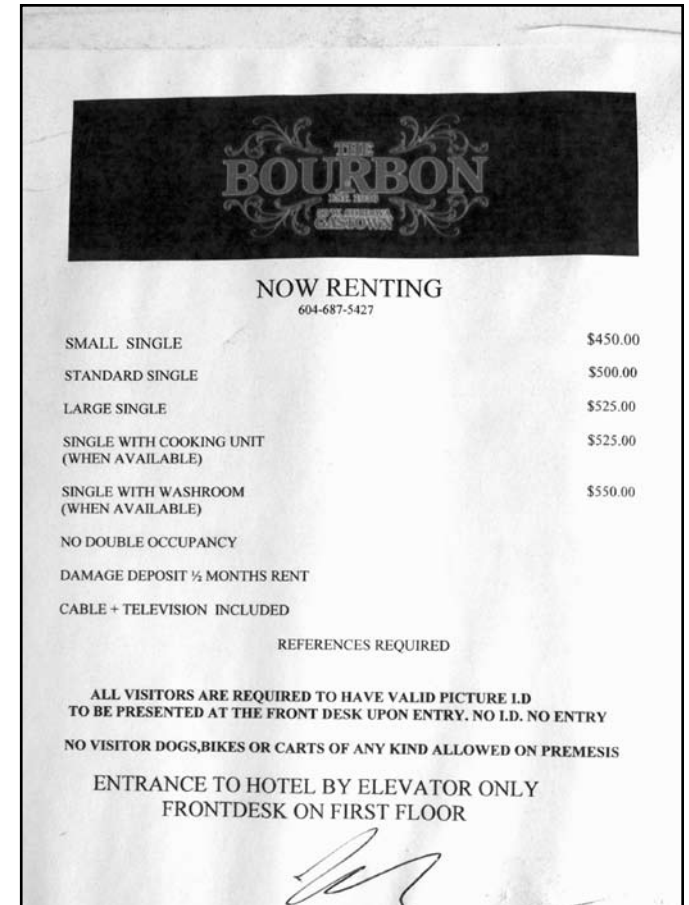 THE
BOURBON
EST. 1936
GASTOWN
NOW RENTING
604-687-5427
SMALL SINGLE $450.00
STANDARD SINGLE $500.00
LARGE SINGLE $525.00
SINGLE WITH COOKING UNIT $525.00
(WHEN AVAILABLE)
SINGLE WITH WASHROOM $550.00
(WHEN AVAILABLE)
NO DOUBLE OCCUPANCY
DAMAGE DEPOSIT ½ MONTHS RENT
CABLE + TELEVISION INCLUDED
REFERENCES REQUIRED
ALL VISITORS ARE REQUIRED TO HAVE VALID PICTURE I.D
TO BE PRESENTED AT THE FRONT DESK UPON ENTRY. NO I.D. NO ENTRY
NO VISITOR DOGS,BIKES OR CARTS OF ANY KIND ALLOWED ON PREMESIS
ENTRANCE TO HOTEL BY ELEVATOR ONLY
FRONTDESK ON FIRST FLOOR